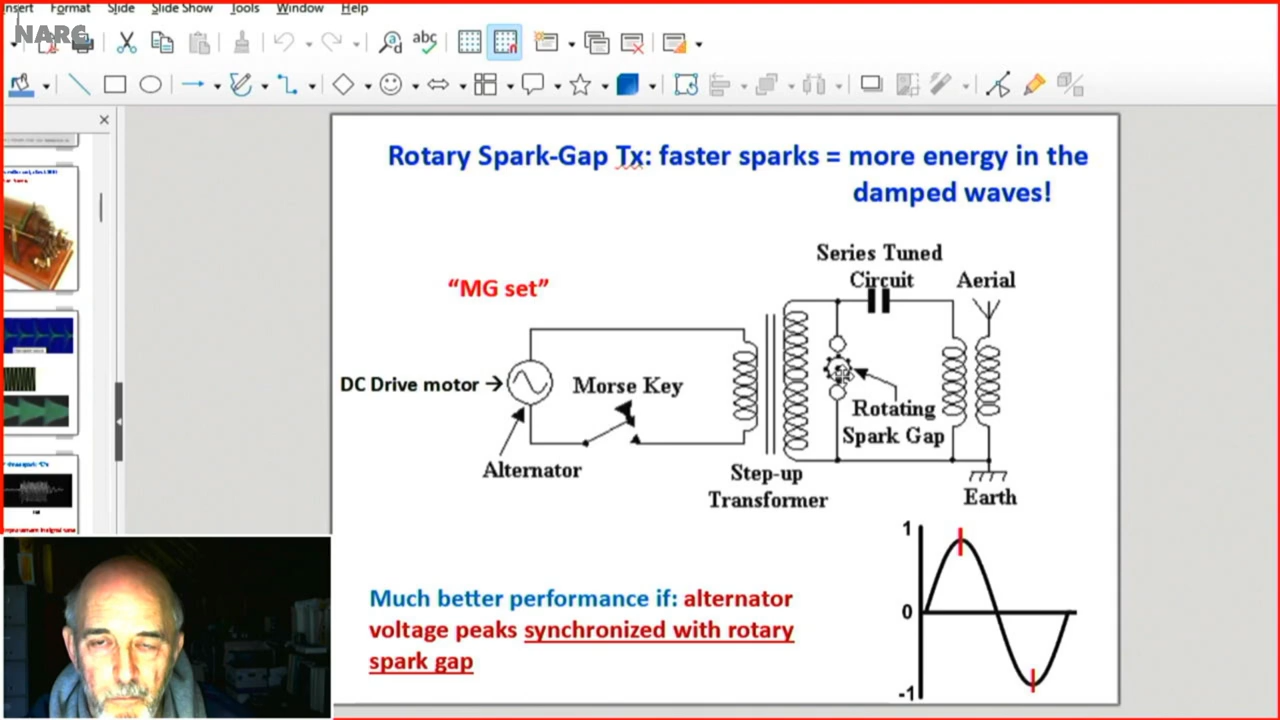 Insert Format Slide Slide Show Tools Window Help
NARC
abc
Rotary Spark-Gap Tx: faster sparks = more energy in the
damped waves!
Series Tuned
Circuit
Aerial
“MG set”
DC Drive motor →
Morse Key
Rotating
Spark Gap
Alternator
Step-up
Transformer
Earth
1
0
-1
Much better performance if: alternator
voltage peaks synchronized with rotary
spark gap